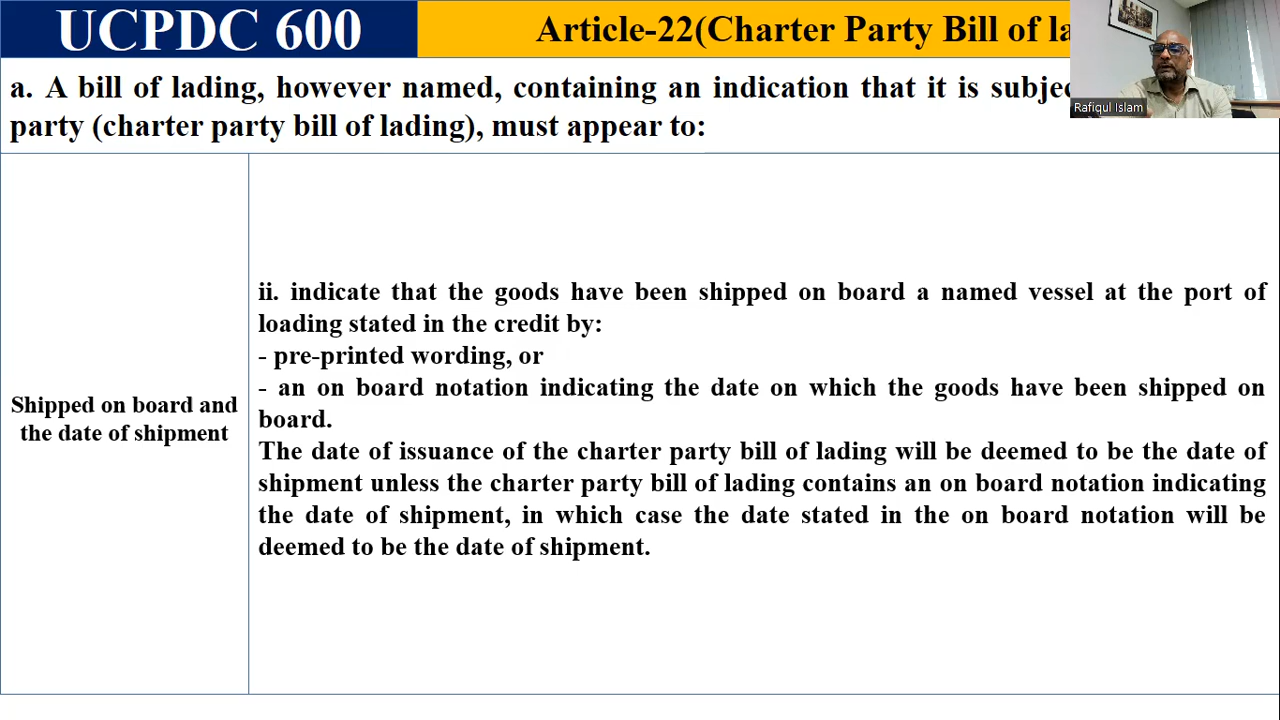 UCPDC 600
Article-22(Charter Party Bill of
Rafiqul Islam
a. A bill of lading, however named, containing an indication that it is
party (charter party bill of lading), must appear to:
Shipped on board and
the date of shipment
ii. indicate that the goods have been shipped on board a named vessel at the port of
loading stated in the credit by:
- pre-printed wording, or
- an on board notation indicating the date on which the goods have been shipped on
board.
The date of issuance of the charter party bill of lading will be deemed to be the date of
shipment unless the charter party bill of lading contains an on board notation indicating
the date of shipment, in which case the date stated in the on board notation will be
deemed to be the date of shipment.